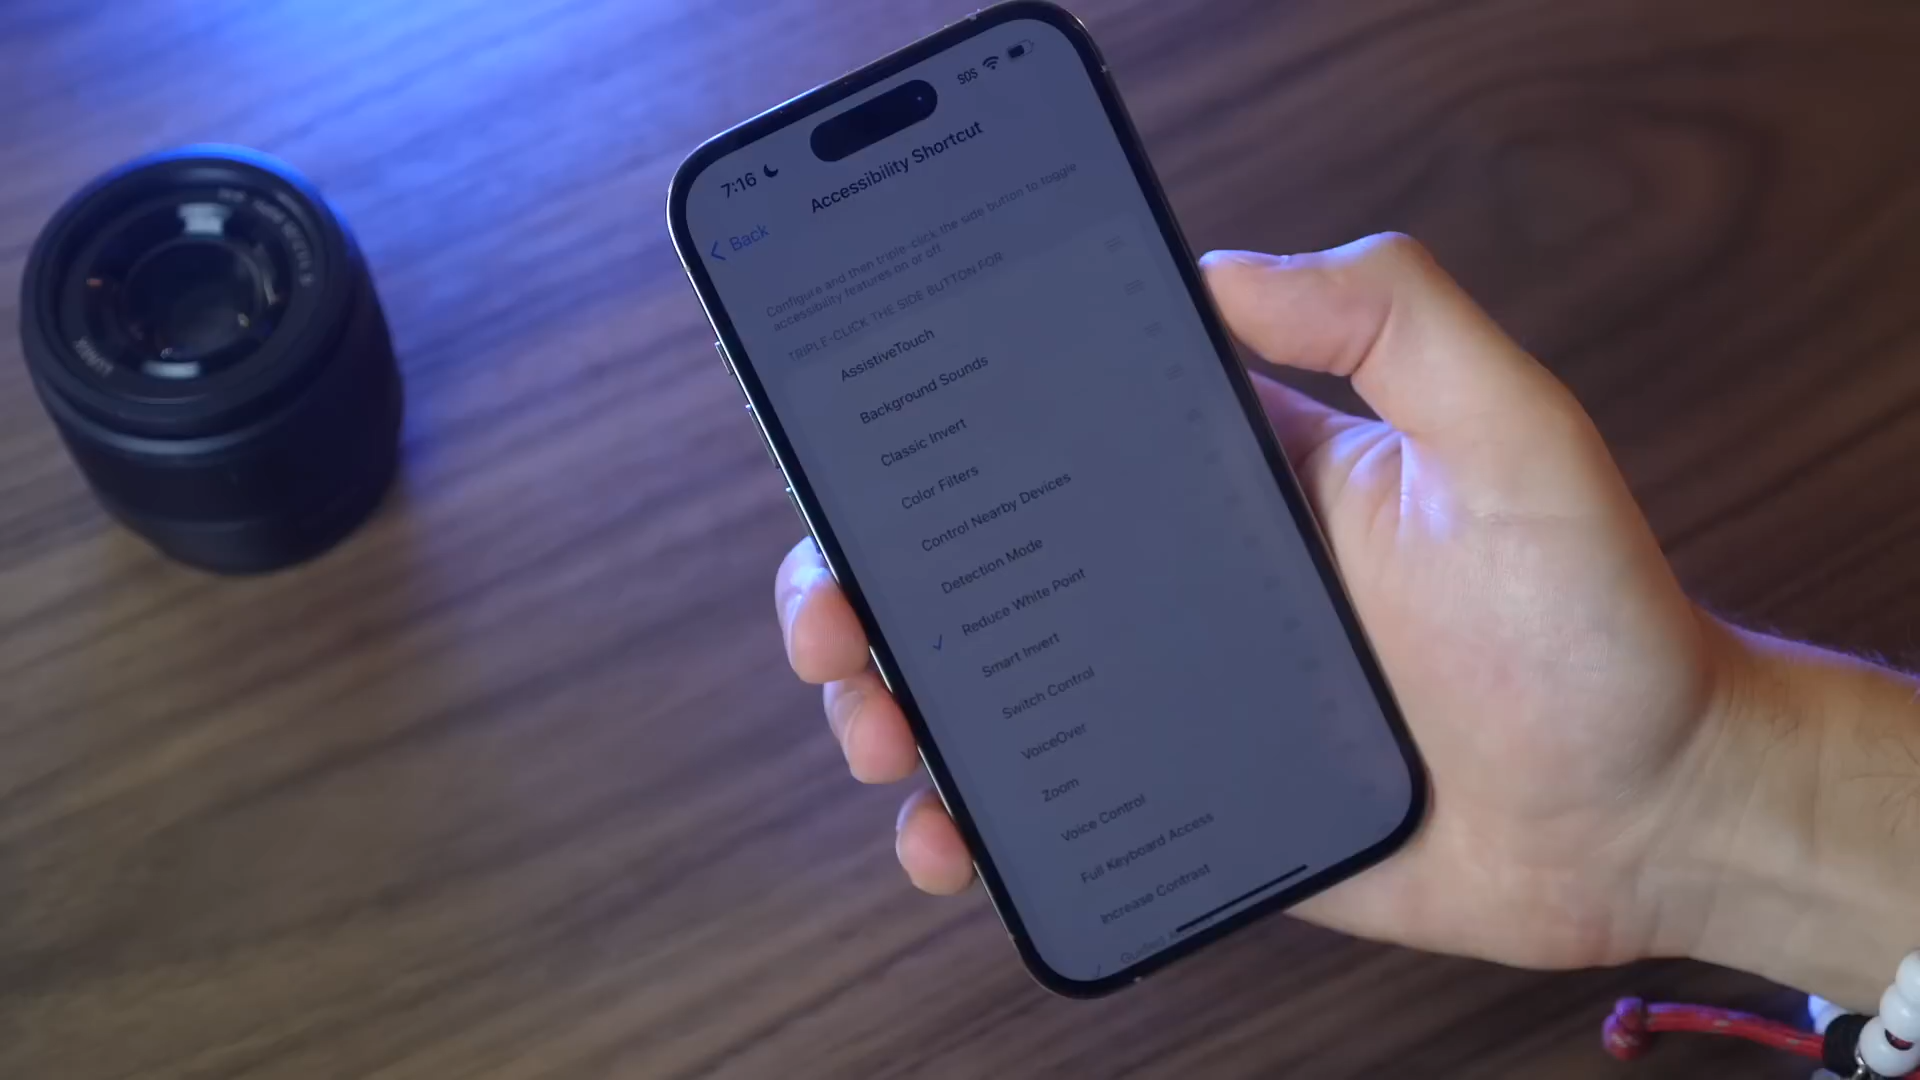 7:16
SOS
Back
Accessibility Shortcut
Configure and then triple-click the side button to toggle
accessibility features on or off.
TRIPLE-CLICK THE SIDE BUTTON FOR
AssistiveTouch
Background Sounds
Classic Invert
Color Filters
Control Nearby Devices
Detection Mode
Reduce White Point
Smart Invert
Switch Control
VoiceOver
Zoom
Voice Control
Full Keyboard Access
Increase Contrast
Guided
LUMIX